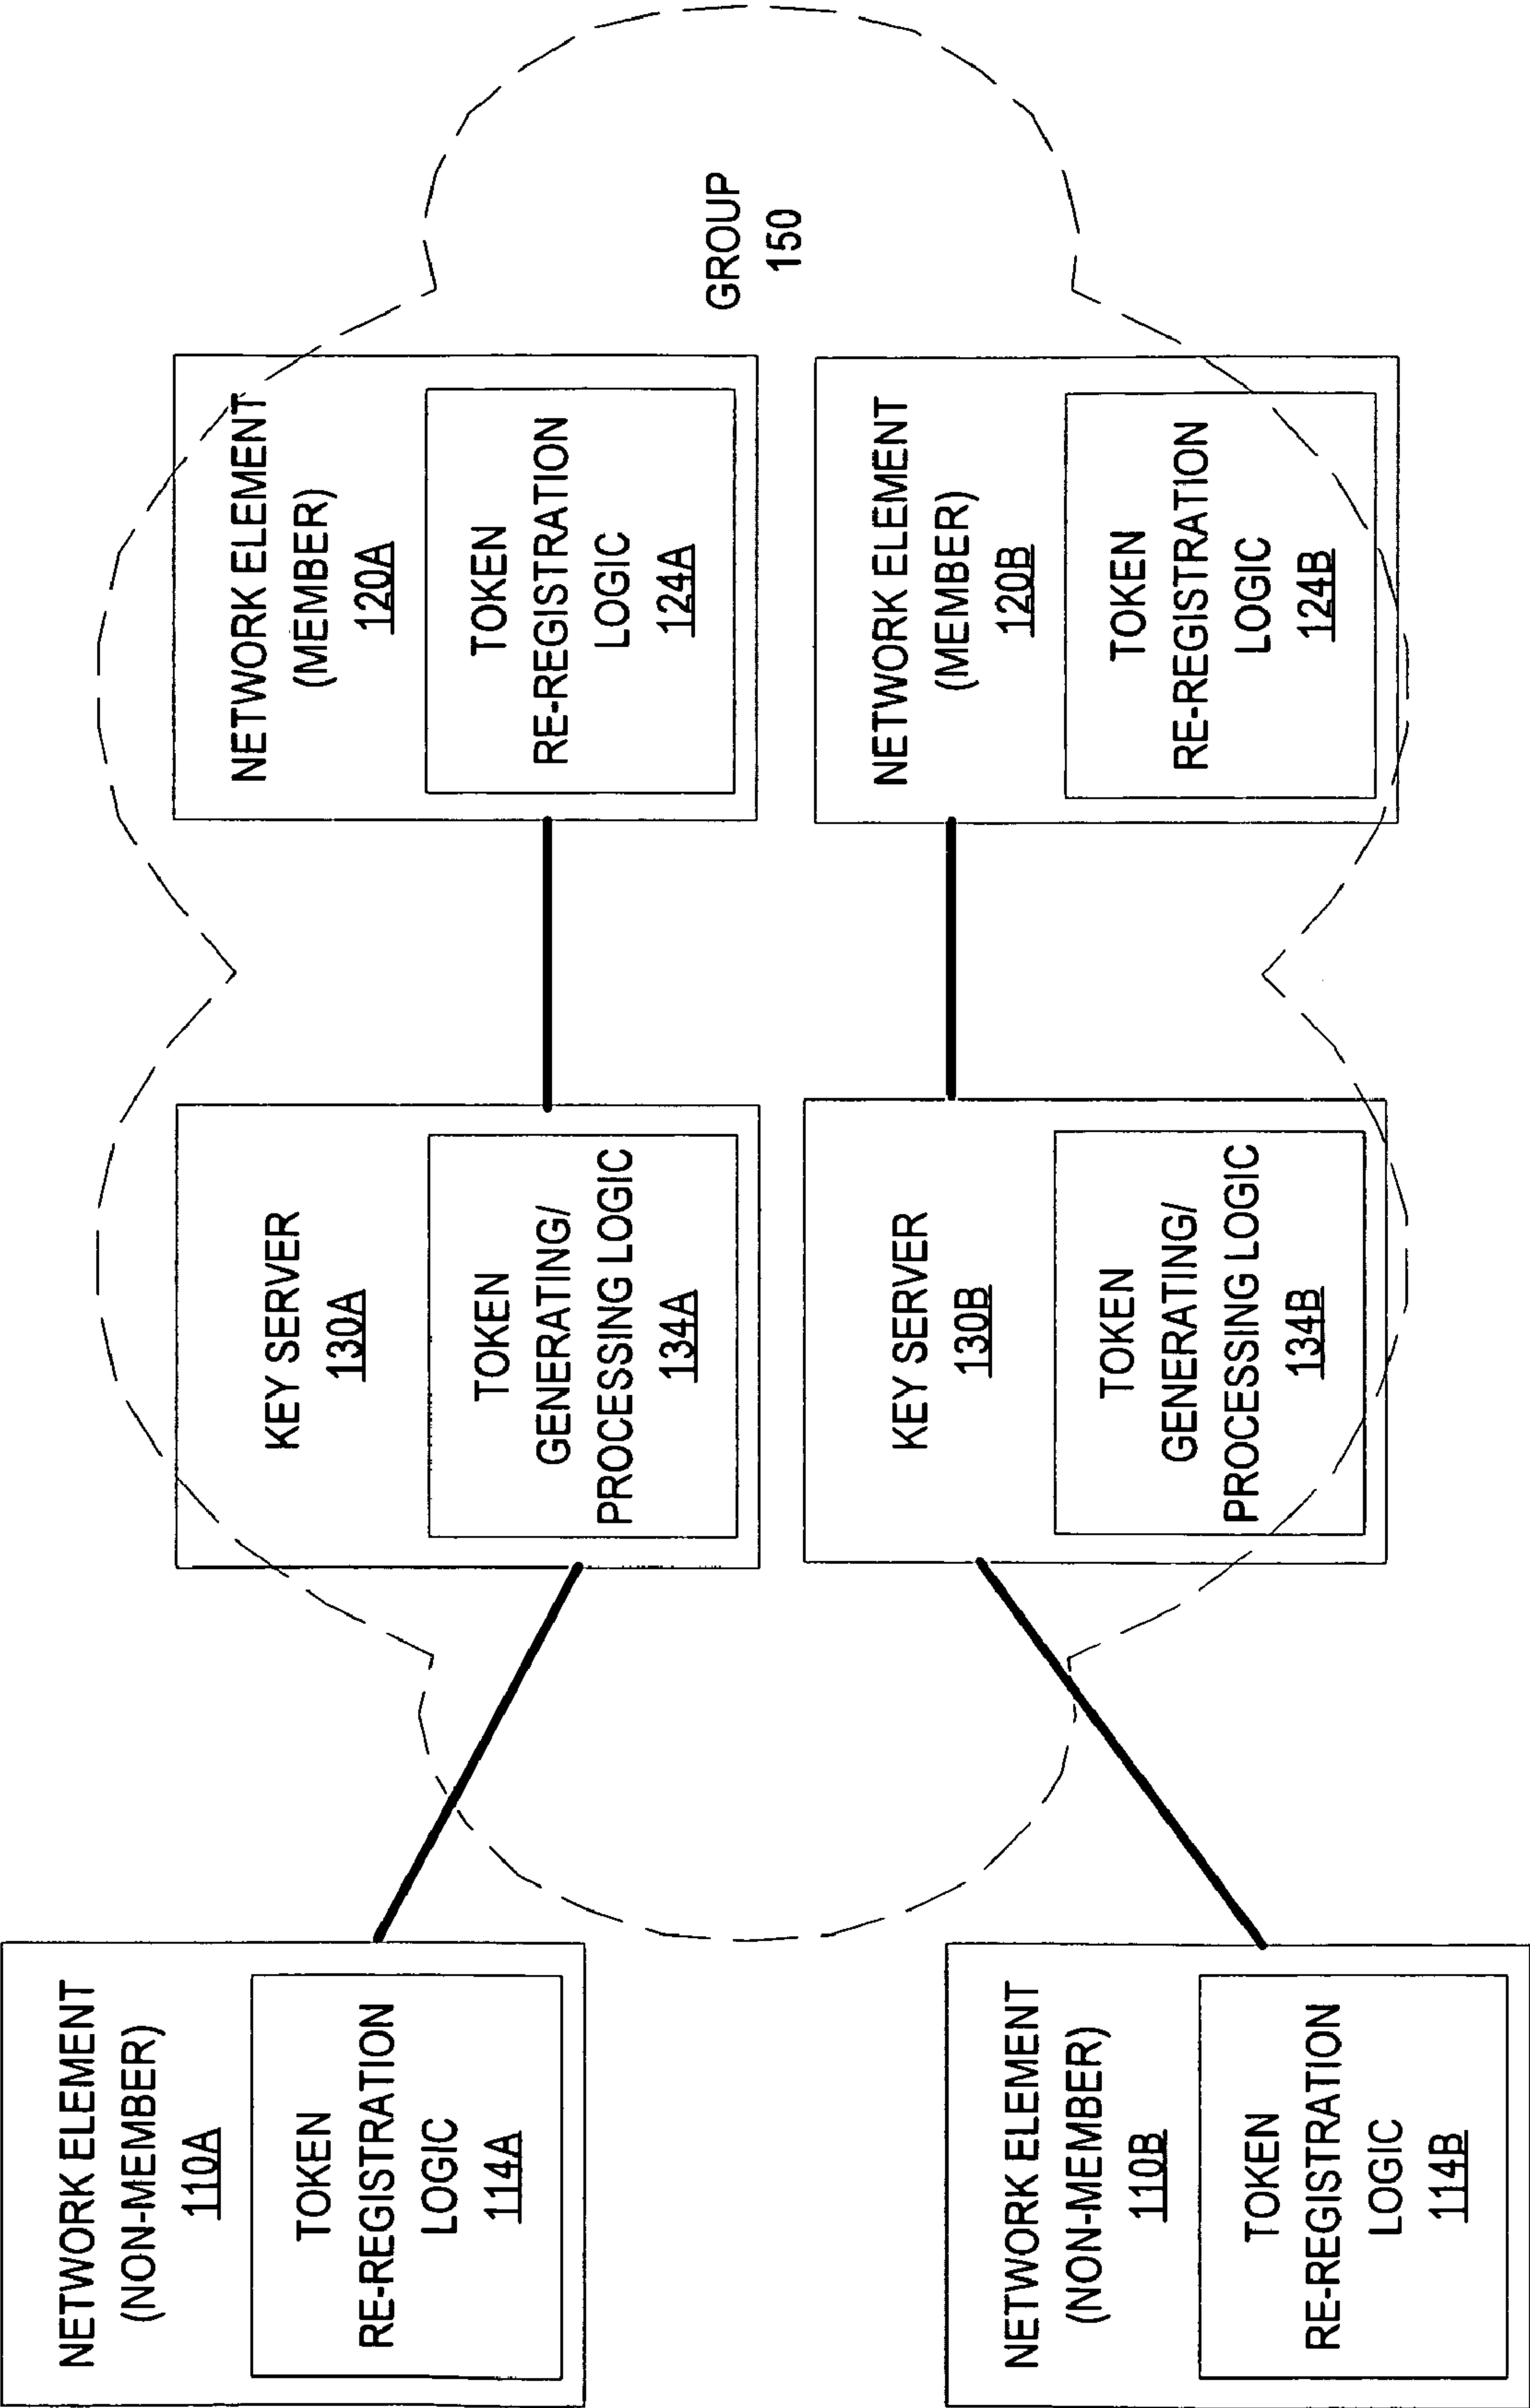 NETWORK ELEMENT
(NON-MEMBER)
110A
TOKEN
RE-REGISTRATION
LOGIC
114A
KEY SERVER
130A
TOKEN
GENERATING/
PROCESSING LOGIC
134A
NETWORK ELEMENT
(MEMBER)
120A
TOKEN
RE-REGISTRATION
LOGIC
124A
GROUP
150
NETWORK ELEMENT
(NON-MEMBER)
110B
TOKEN
RE-REGISTRATION
LOGIC
114B
KEY SERVER
130B
TOKEN
GENERATING/
PROCESSING LOGIC
134B
NETWORK ELEMENT
(MEMBER)
120B
TOKEN
RE-REGISTRATION
LOGIC
124B